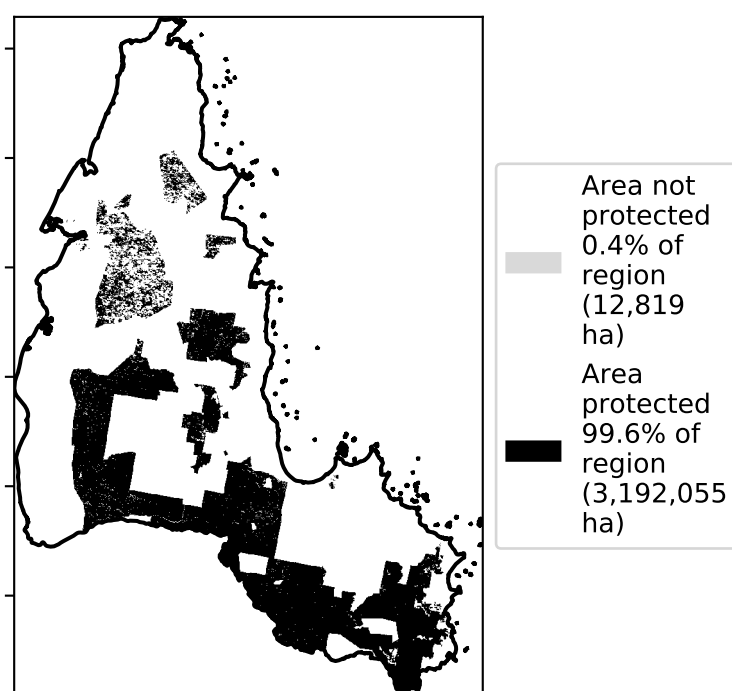 Area not
protected
0.4% of
region
(12,819
ha)
Area
protected
99.6% of
region
(3,192,055
ha)